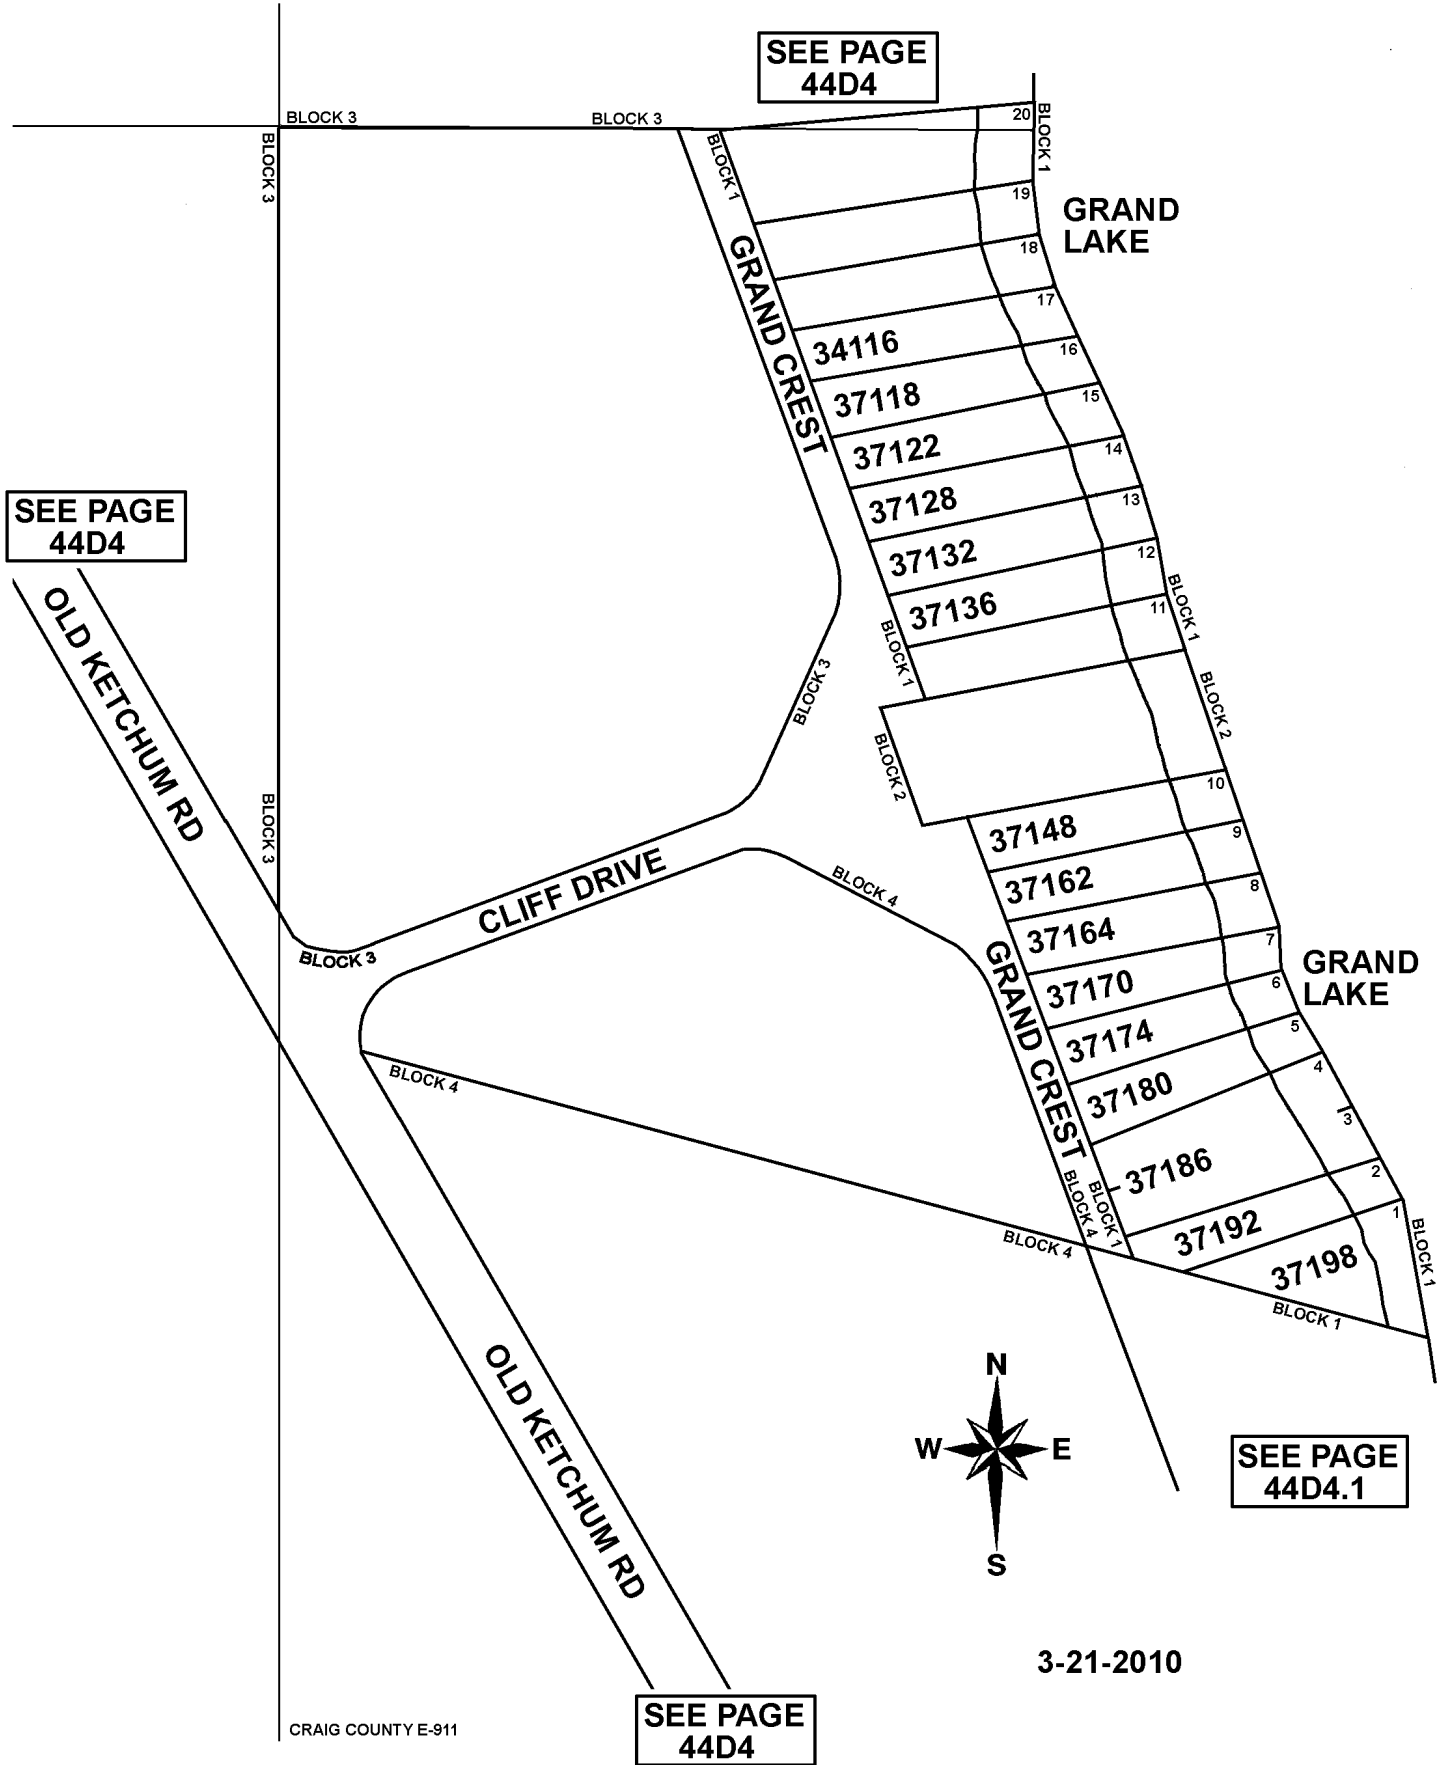 SEE PAGE
44D4
BLOCK 3
BLOCK 3
BLOCK 3
BLOCK 1
20
BLOCK 1
19
GRAND
LAKE
18
GRAND CREST
17
34116
16
37118
15
37122
14
37128
13
37132
12
37136
11
BLOCK 1
BLOCK 1
SEE PAGE
44D4
OLD KETCHUM RD
BLOCK 3
BLOCK 2
BLOCK 2
BLOCK 3
10
37148
9
37162
8
37164
7
37170
6
37174
5
37180
4
3
37186
2
37192
1
37198
CLIFF DRIVE
BLOCK 4
BLOCK 3
GRAND CREST
GRAND
LAKE
BLOCK 4
BLOCK 4
BLOCK 1
BLOCK 4
BLOCK 1
BLOCK 1
OLD KETCHUM RD
N
W
E
S
SEE PAGE
44D4.1
3-21-2010
SEE PAGE
44D4
CRAIG COUNTY E-911